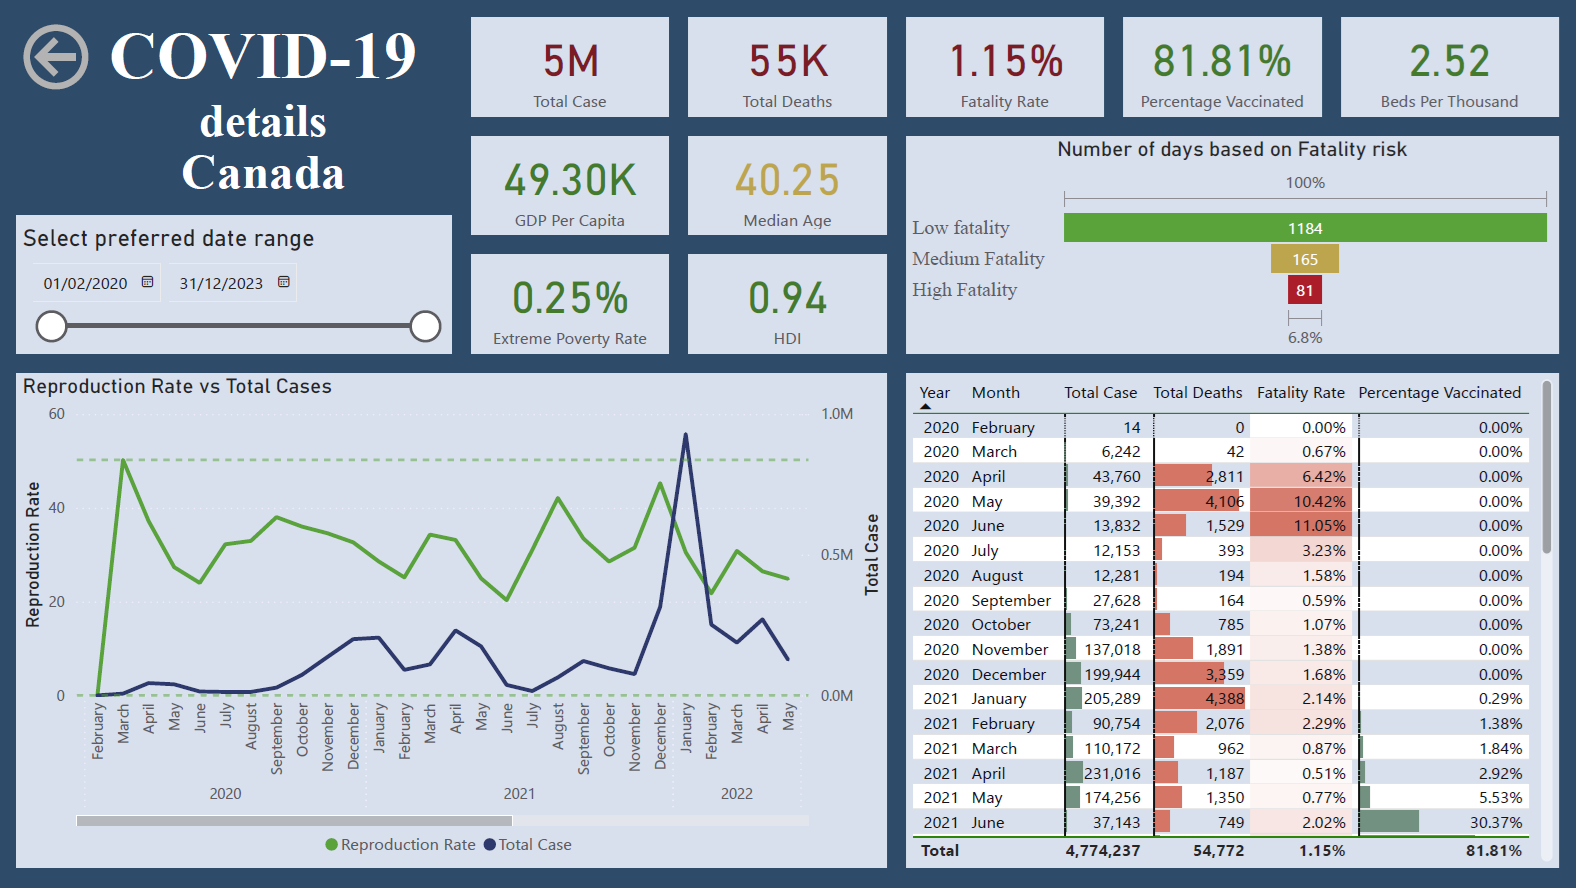 COVID-19
details
Canada
5M
Total Case
55K
Total Deaths
1.15%
Fatality Rate
81.81%
Percentage Vaccinated
2.52
Beds Per Thousand
49.30K
GDP Per Capita
40.25
Median Age
0.25%
Extreme Poverty Rate
0.94
HDI
Number of days based on Fatality risk
100%
Low fatality 1184
Medium Fatality 165
High Fatality 81
6.8%
Select preferred date range
01/02/2020 31/12/2023
Reproduction Rate vs Total Cases
Reproduction Rate
60
40
20
0
1.0M
0.5M
0.0M
Total Case
February March April May June July August September October November December January February March April May June July August September October November December January February March April May
2020 2021 2022
Reproduction Rate Total Case
Year Month Total Case Total Deaths Fatality Rate Percentage Vaccinated
2020 February 14 0 0.00% 0.00%
2020 March 6,242 42 0.67% 0.00%
2020 April 43,760 2,811 6.42% 0.00%
2020 May 39,392 4,106 10.42% 0.00%
2020 June 13,832 1,529 11.05% 0.00%
2020 July 12,153 393 3.23% 0.00%
2020 August 12,281 194 1.58% 0.00%
2020 September 27,628 164 0.59% 0.00%
2020 October 73,241 785 1.07% 0.00%
2020 November 137,018 1,891 1.38% 0.00%
2020 December 199,944 3,359 1.68% 0.00%
2021 January 205,289 4,388 2.14% 0.29%
2021 February 90,754 2,076 2.29% 1.38%
2021 March 110,172 962 0.87% 1.84%
2021 April 231,016 1,187 0.51% 2.92%
2021 May 174,256 1,350 0.77% 5.53%
2021 June 37,143 749 2.02% 30.37%
Total 4,774,237 54,772 1.15% 81.81%